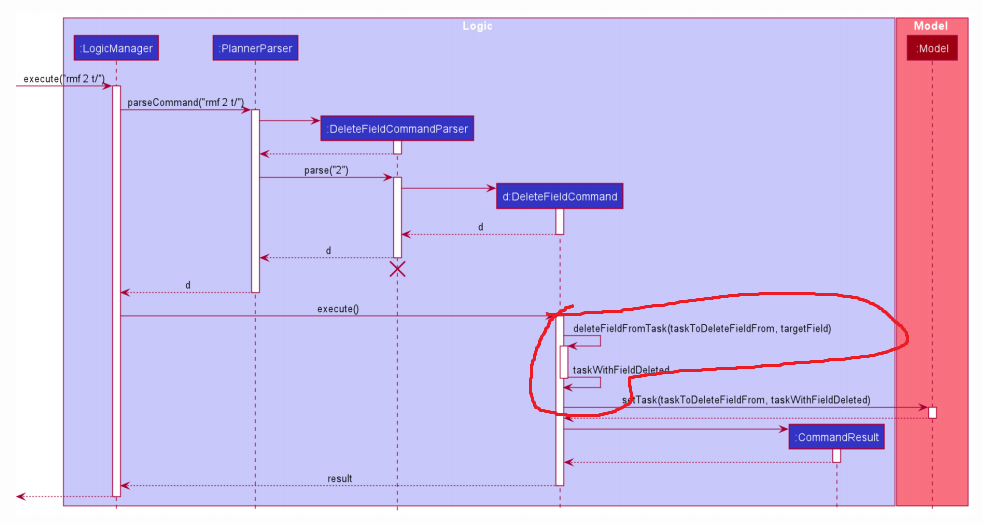 Logic
Model
:LogicManager
:PlannerParser
:Model
execute("rmf 2 t/")
parseCommand("rmf 2 t/")
:DeleteFieldCommandParser
parse("2")
d:DeleteFieldCommand
d
d
d
execute()
deleteFieldFromTask(taskToDeleteFieldFrom, targetField)
taskWithFieldDeleted
setTask(taskToDeleteFieldFrom, taskWithFieldDeleted)
:CommandResult
result